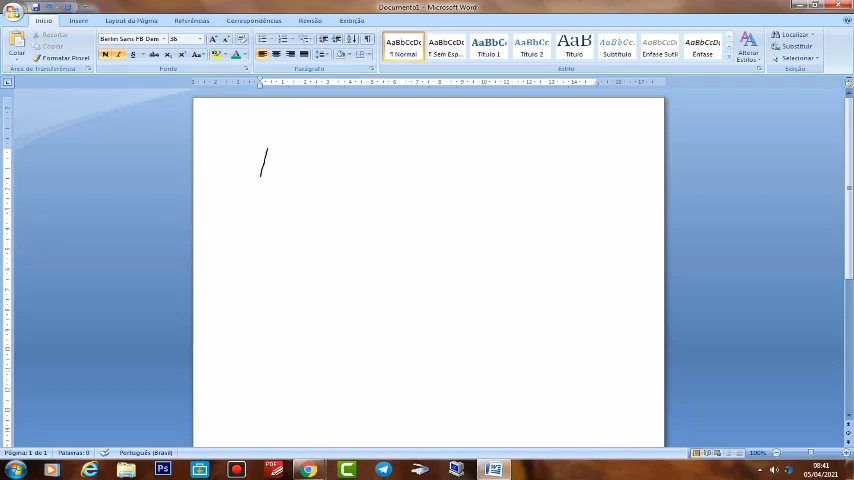 Documento1 - Microsoft Word
Início
Inserir
Layout da Página
Referências
Correspondências
Revisão
Exibição
Colar
Recortar
Copiar
Formatar Pincel
Área de Transferência
Berlin Sans FB Dem
36
Fonte
Parágrafo
AaBbCcDc
¶ Normal
AaBbCcDc
¶ Sem Esp...
AaBbC
Título 1
AaBbCc
Título 2
AaB
Título
AaBbCc.
Subtítulo
AaBbCcDc
Ênfase Sutil
AaBbCcDc
Ênfase
Estilo
Alterar
Estilos
Localizar
Substituir
Selecionar
Edição
Página: 1 de 1
Palavras: 0
Português (Brasil)
100%
Ps
PDF
08:41
05/04/2021